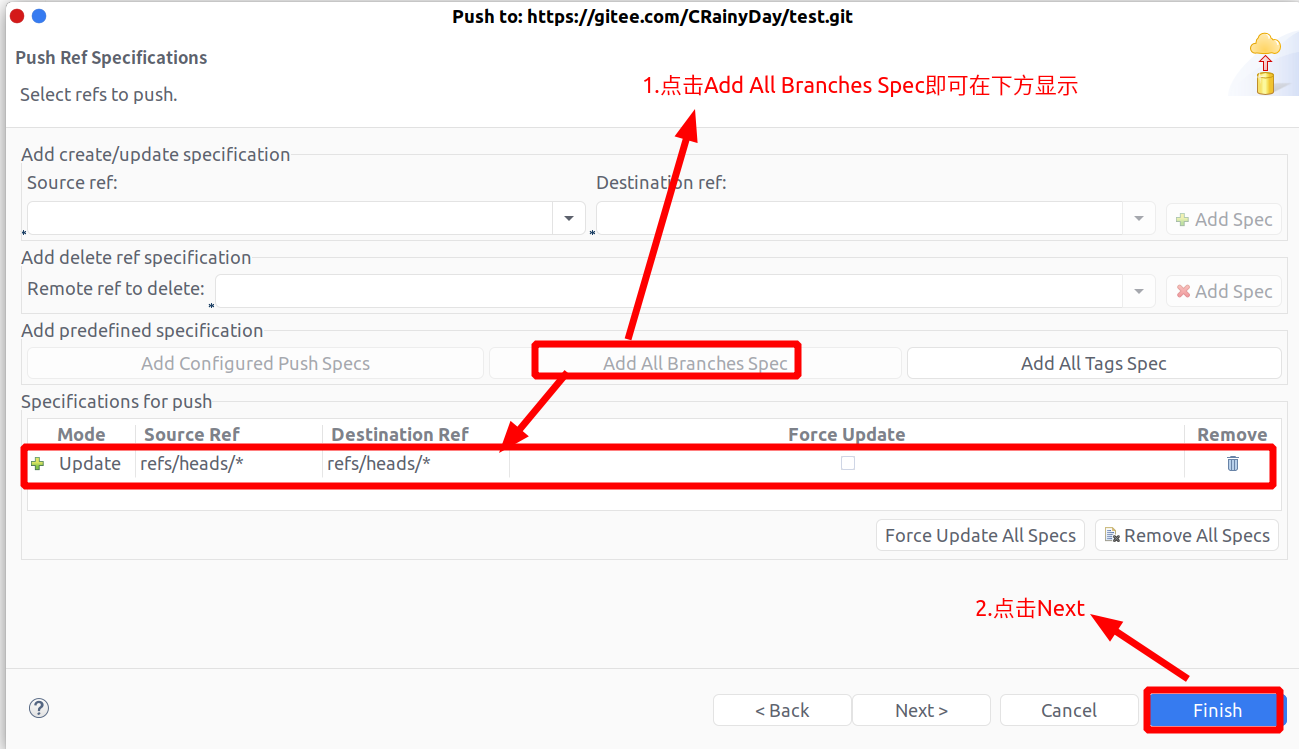 Push to: https://gitee.com/CRainyDay/test.git
Push Ref Specifications
Select refs to push.
1.点击Add All Branches Spec即可在下方显示
Add create/update specification
Source ref:
Destination ref:
Add Spec
Add delete ref specification
Remote ref to delete:
Add Spec
Add predefined specification
Add Configured Push Specs
Add All Branches Spec
Add All Tags Spec
Specifications for push
Mode Source Ref Destination Ref Force Update Remove
Update refs/heads/* refs/heads/*
Force Update All Specs
Remove All Specs
2.点击Next
?
< Back
Next >
Cancel
Finish